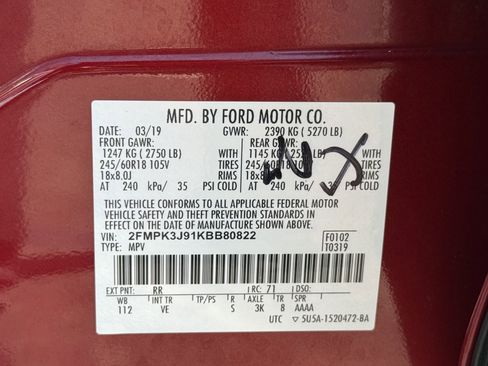 MFD. BY FORD MOTOR CO.
DATE: 03/19 GVWR: 2390 KG ( 5270 LB)
FRONT GAWR: REAR GAWR:
1247 KG ( 2750 LB) WITH 1145 KG ( LB) WITH
245/60R18 105V TIRES 245/60R18 TIRES
18x8.0J RIMS 18x8 RIMS
AT 240 kPa/ 35 PSI COLD AT 240 kPa/ 35 PSI COLD
THIS VEHICLE CONFORMS TO ALL APPLICABLE FEDERAL MOTOR
VEHICLE SAFETY AND THEFT PREVENTION STANDARDS IN
EFFECT ON THE DATE OF MANUFACTURE SHOWN ABOVE.
VIN: 2FMPK3J91KBB80822 F0102
TYPE: MPV T0319
EXT PNT: RR RC: 71 DSO:
WB INT TR TP/PS R AXLE TR SPR
112 VE S 3K 8 AAAA
UTC 5U5A-1520472-BA